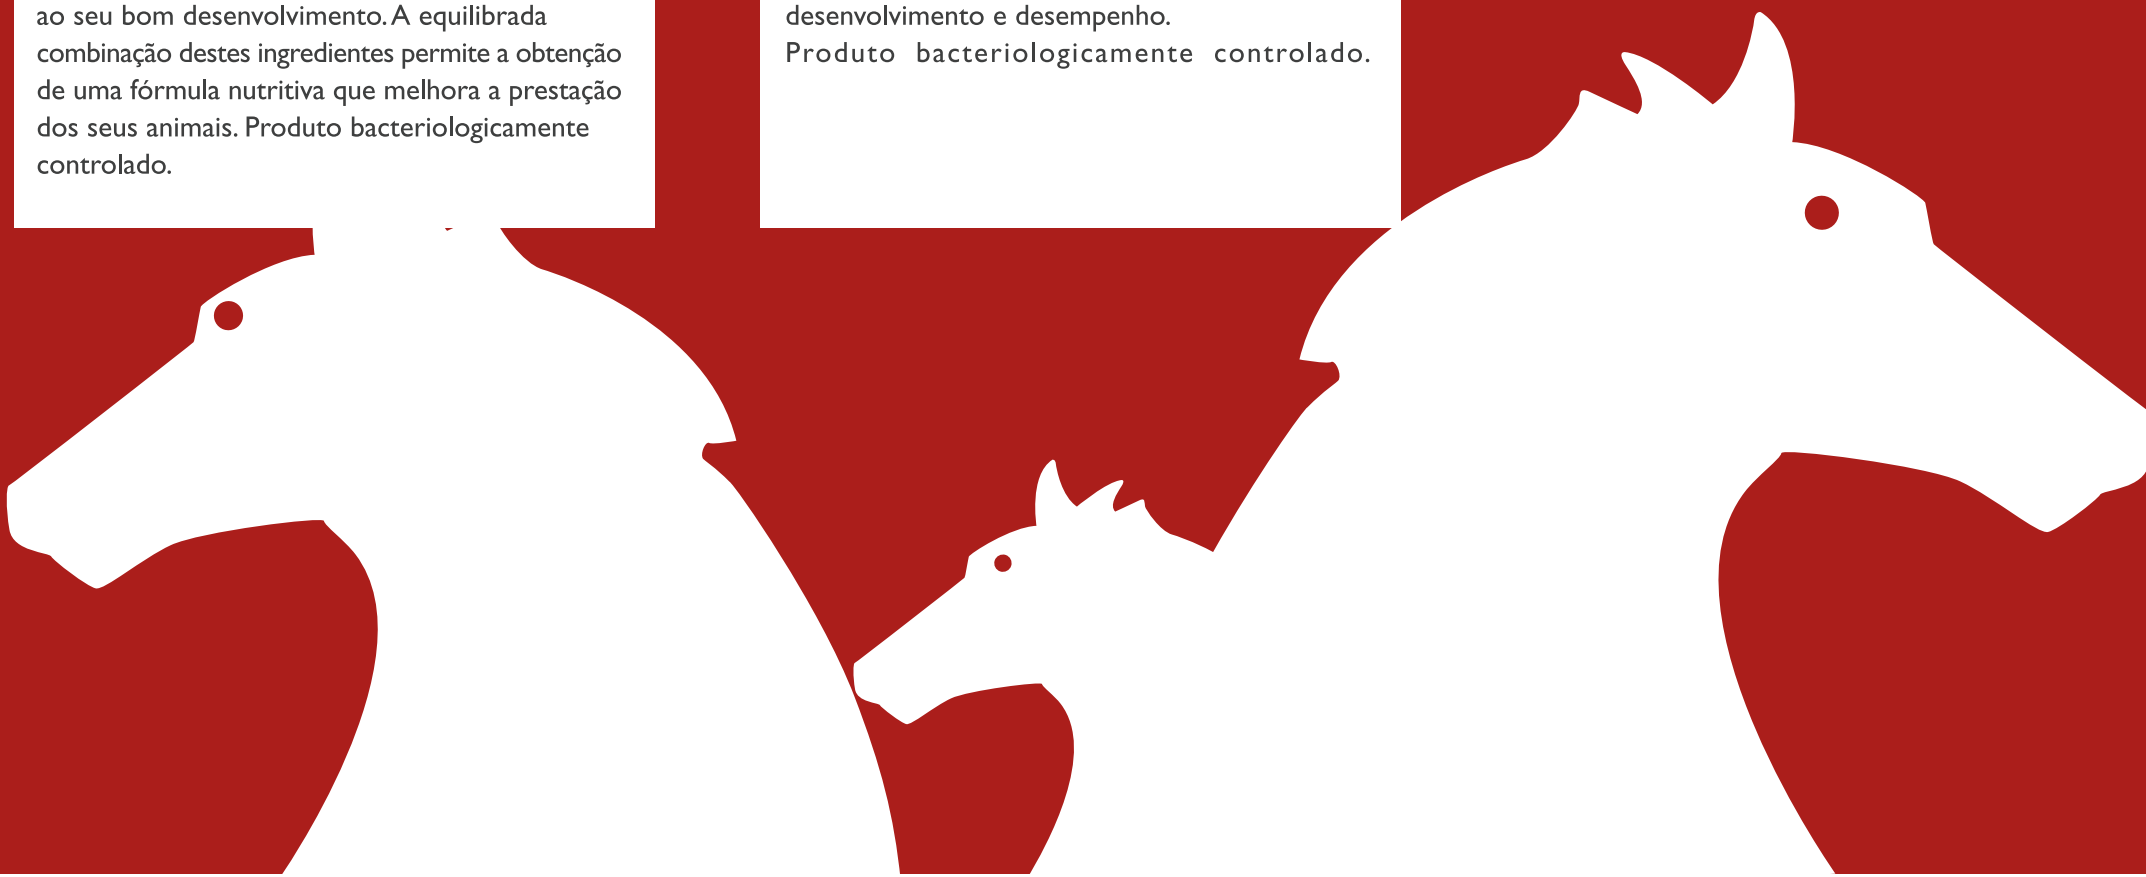 ao seu bom desenvolvimento. A equilibrada
combinação destes ingredientes permite a obtenção
de uma fórmula nutritiva que melhora a prestação
dos seus animais. Produto bacteriologicamente
controlado.
desenvolvimento e desempenho.
Produto bacteriologicamente controlado.